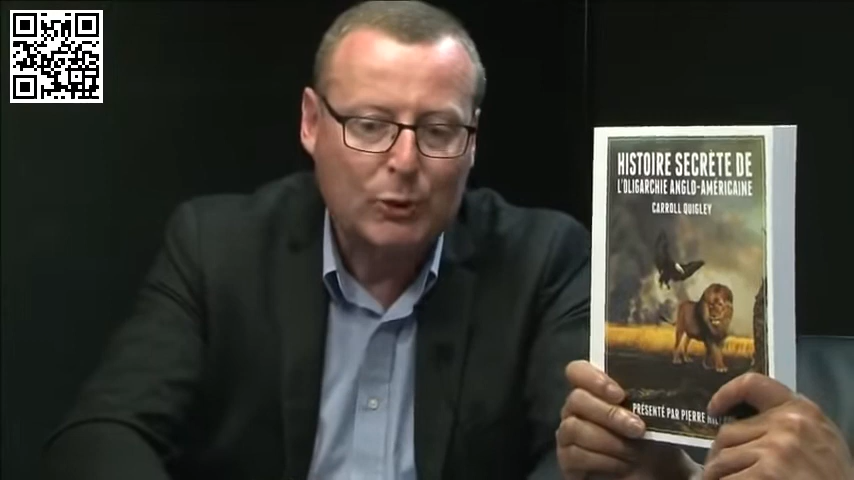 HISTOIRE SECRÈTE DE
L'OLIGARCHIE ANGLO-AMÉRICAINE
CARROLL QUIGLEY
PRÉSENTÉ PAR PIERRE